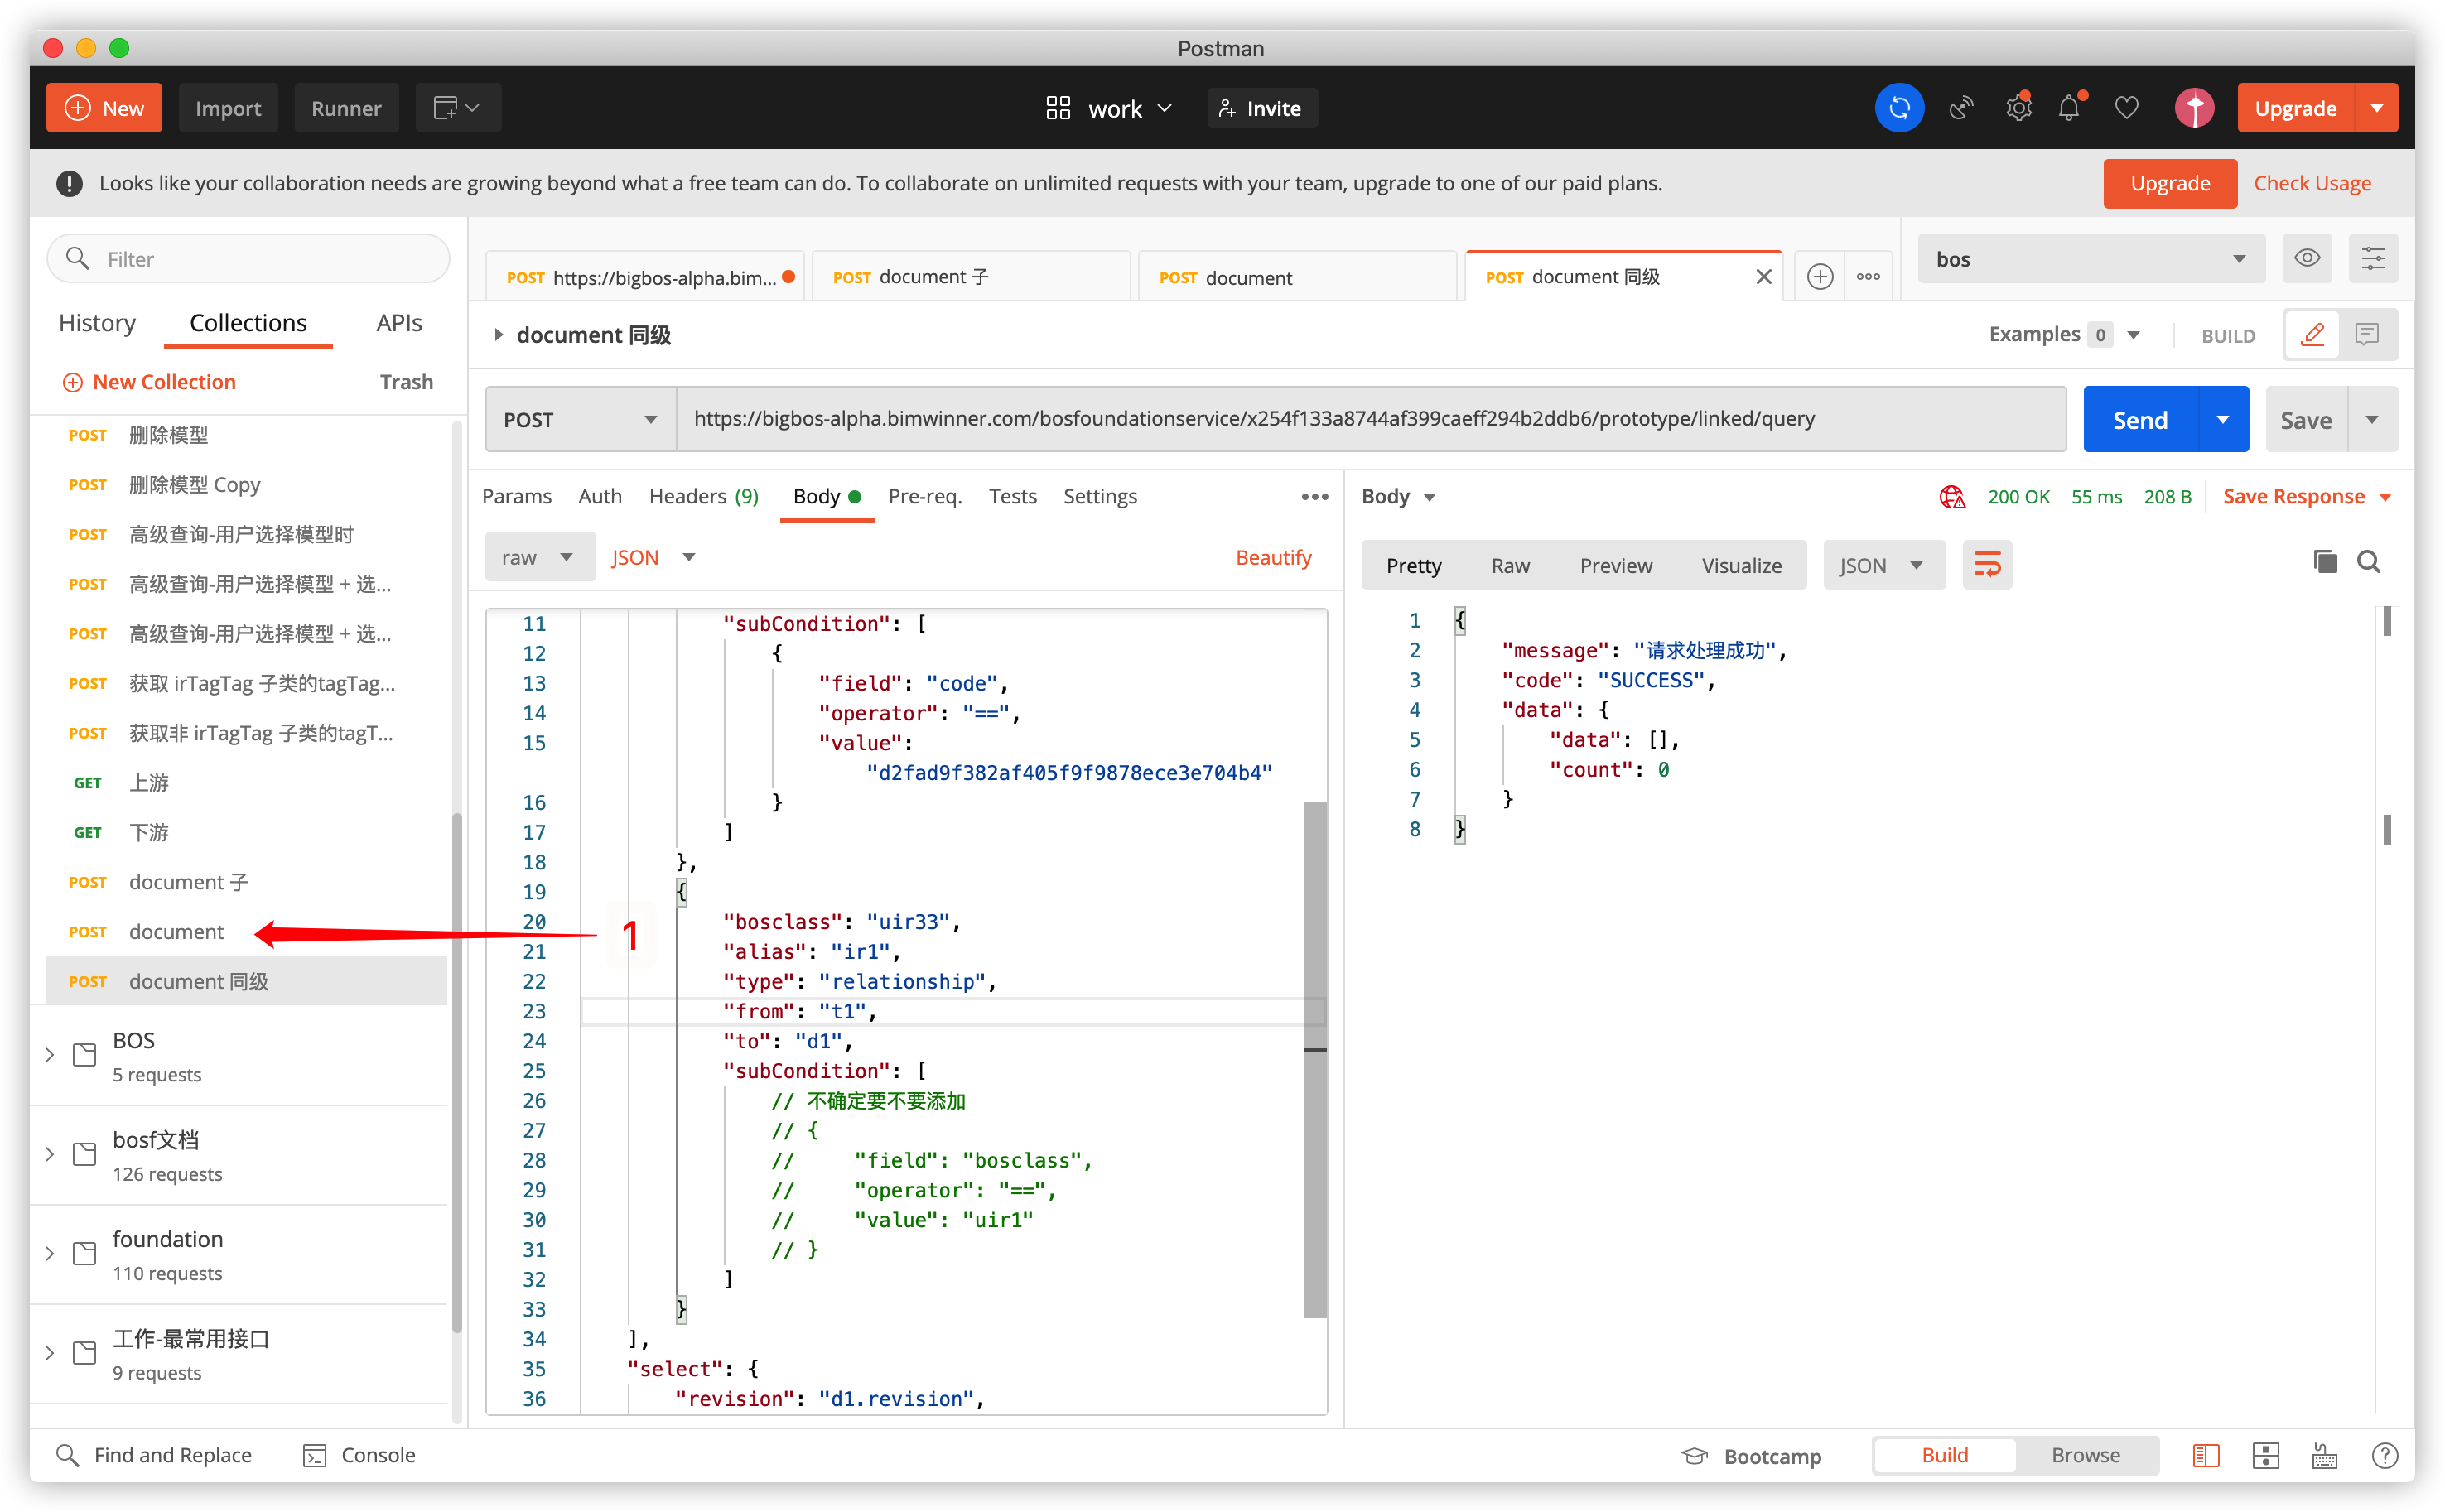 Postman
New
Import
Runner
work
Invite
Upgrade
Looks like your collaboration needs are growing beyond what a free team can do. To collaborate on unlimited requests with your team, upgrade to one of our paid plans.
Upgrade
Check Usage
Filter
History
Collections
APIs
New Collection
Trash
POST 删除模型
POST 删除模型 Copy
POST 高级查询-用户选择模型时
POST 高级查询-用户选择模型 + 选...
POST 高级查询-用户选择模型 + 选...
POST 获取 irTagTag 子类的tagTag...
POST 获取非 irTagTag 子类的tagT...
GET 上游
GET 下游
POST document 子
POST document
1
POST document 同级
BOS
5 requests
bosf文档
126 requests
foundation
110 requests
工作-最常用接口
9 requests
POST https://bigbos-alpha.bim...
POST document 子
POST document
POST document 同级
bos
document 同级
Examples 0
BUILD
POST
https://bigbos-alpha.bimwinner.com/bosfoundationservice/x254f133a8744af399caeff294b2ddb6/prototype/linked/query
Send
Save
Params
Auth
Headers (9)
Body
Pre-req.
Tests
Settings
raw
JSON
Beautify
11 "subCondition": [
12 {
13 "field": "code",
14 "operator": "==",
15 "value":
"d2fad9f382af405f9f9878ece3e704b4"
16 }
17 ]
18 },
19 {
20 "bosclass": "uir33",
21 "alias": "ir1",
22 "type": "relationship",
23 "from": "t1",
24 "to": "d1",
25 "subCondition": [
26 // 不确定要不要添加
27 // {
28 // "field": "bosclass",
29 // "operator": "==",
30 // "value": "uir1"
31 // }
32 ]
33 }
34 ],
35 "select": {
36 "revision": "d1.revision",
Body
200 OK
55 ms
208 B
Save Response
Pretty
Raw
Preview
Visualize
JSON
1 {
2 "message": "请求处理成功",
3 "code": "SUCCESS",
4 "data": {
5 "data": [],
6 "count": 0
7 }
8 }
Find and Replace
Console
Bootcamp
Build
Browse